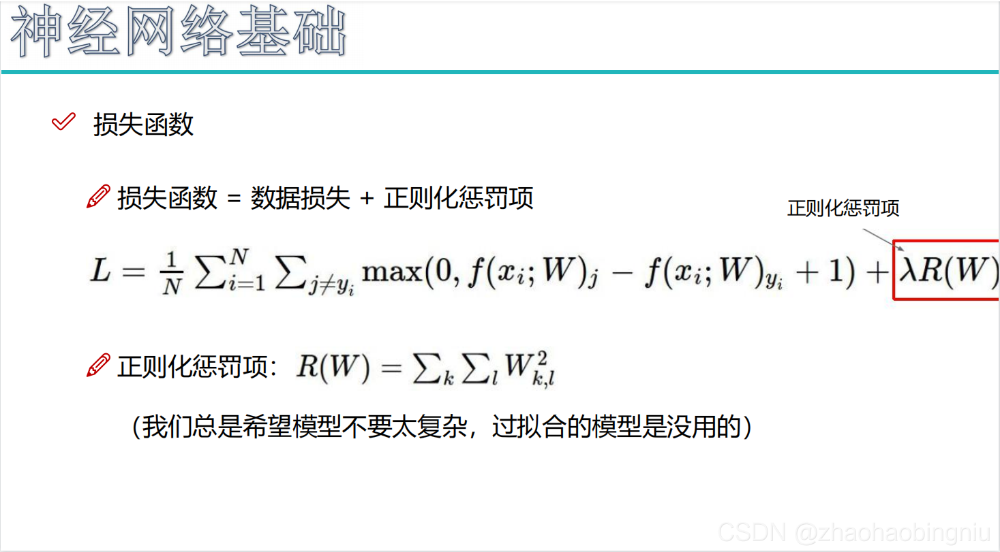 神经网络基础
损失函数
损失函数 = 数据损失 + 正则化惩罚项
正则化惩罚项
L = \frac{1}{N} \sum_{i=1}^{N} \sum_{j \neq y_i} \max(0, f(x_i; W)_j - f(x_i; W)_{y_i} + 1) + \lambda R(W)
正则化惩罚项： R(W) = \sum_k \sum_l W_{k,l}^2
（我们总是希望模型不要太复杂，过拟合的模型是没用的）
CSDN @zhaohaobingniu